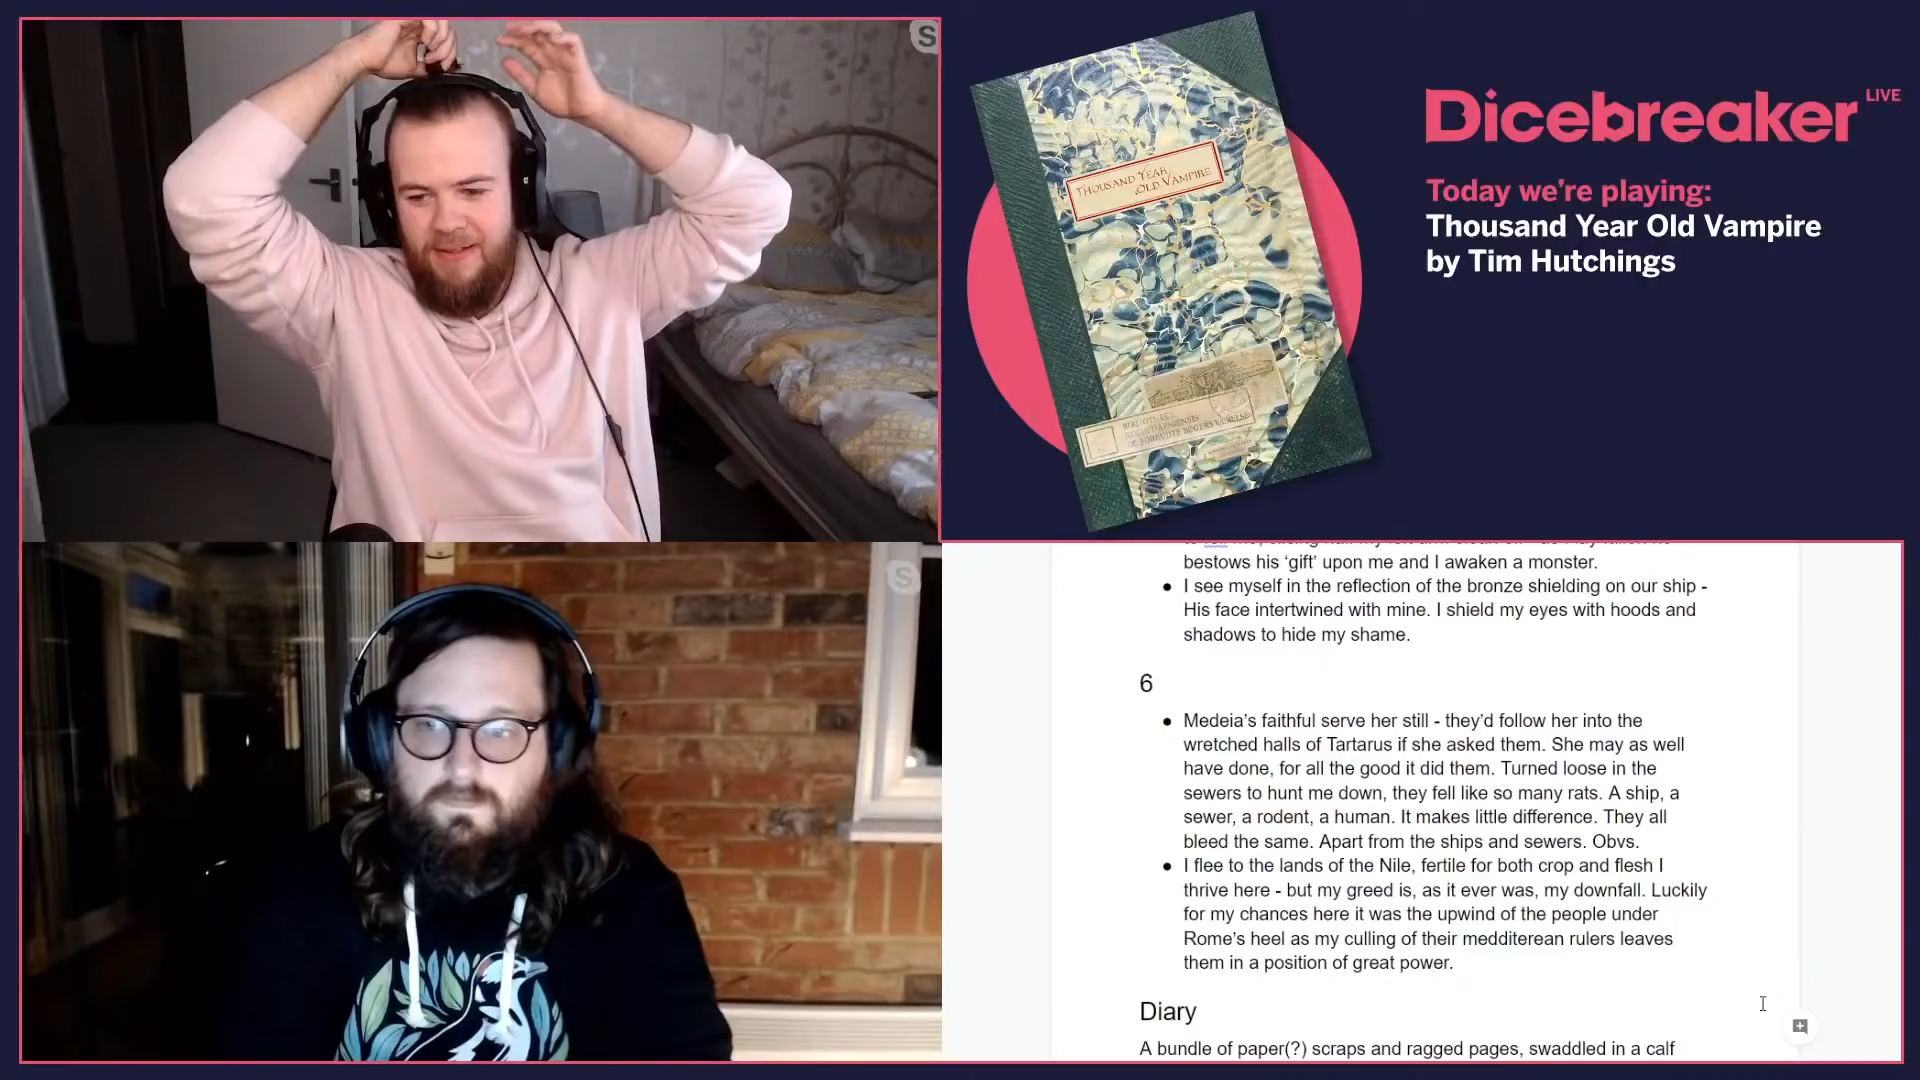 Dicebreaker LIVE
Today we're playing:
Thousand Year Old Vampire
by Tim Hutchings
THOUSAND YEAR
OLD VAMPIRE
bestows his 'gift' upon me and I awaken a monster.
● I see myself in the reflection of the bronze shielding on our ship -
His face intertwined with mine. I shield my eyes with hoods and
shadows to hide my shame.
6
● Medeia's faithful serve her still - they'd follow her into the
wretched halls of Tartarus if she asked them. She may as well
have done, for all the good it did them. Turned loose in the
sewers to hunt me down, they fell like so many rats. A ship, a
sewer, a rodent, a human. It makes little difference. They all
bleed the same. Apart from the ships and sewers. Obvs.
● I flee to the lands of the Nile, fertile for both crop and flesh I
thrive here - but my greed is, as it ever was, my downfall. Luckily
for my chances here it was the upwind of the people under
Rome's heel as my culling of their medditerean rulers leaves
them in a position of great power.
Diary
A bundle of paper(?) scraps and ragged pages, swaddled in a calf